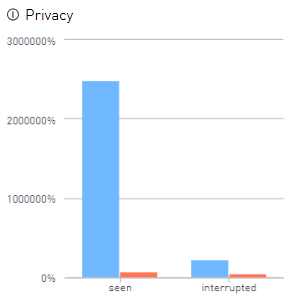 ⓘ Privacy
3000000%
2000000%
1000000%
0%
seen
interrupted